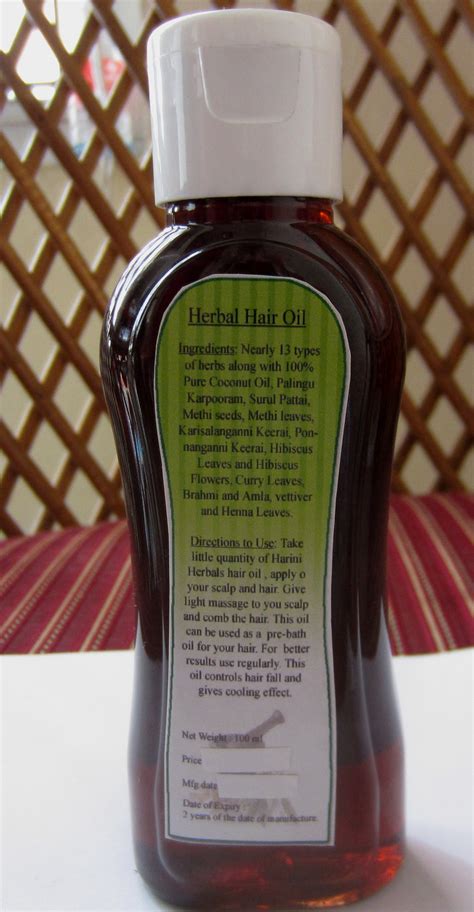 Herbal Hair Oil
Ingredients: Nearly 13 types
of herbs along with 100%
Pure Coconut Oil, Palingu
Karpooram, Surul Pattai,
Methi seeds, Methi leaves,
Karisalanganni Keerai, Pon-
nanganni Keerai, Hibiscus
Leaves and Hibiscus
Flowers, Curry Leaves,
Brahmi and Amla, vettiver
and Henna Leaves.
Directions to Use: Take
little quantity of Harini
Herbals hair oil , apply o
your scalp and hair. Give
light massage to you scalp
and comb the hair. This oil
can be used as a pre-bath
oil for your hair. For better
results use regularly. This
oil controls hair fall and
gives cooling effect.
Net Weight : 100 ml
Price
Mfg date
Date of Expiry :
2 years of the date of manufacture.